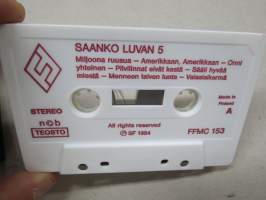 SAANKO LUVAN 5
Miljoona ruusua – Amerikkaan, Amerikkaan – Onni
yhteinen – Pilvilinnat eivät kestä – Sääli hyvää
miestä – Menneen talven lunta – Valssisikermä
STEREO
Made in
Finland
n©b
A
TEOSTO
All rights reserved
℗ SF 1984
FFMC 153